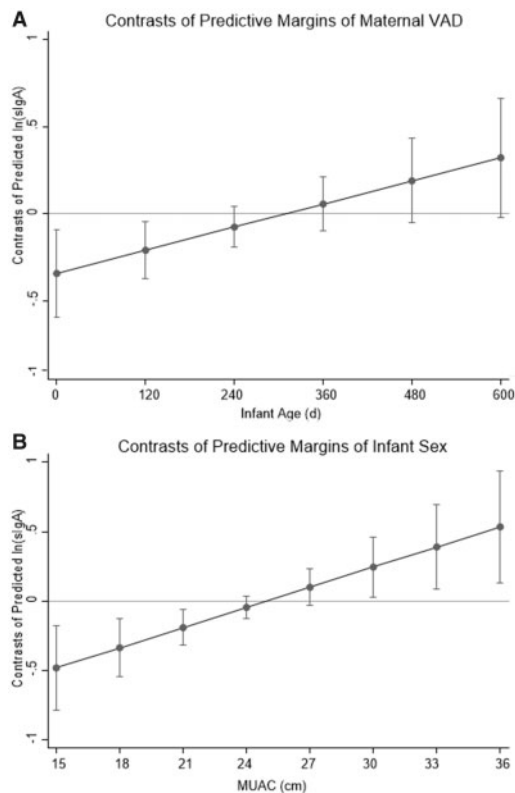 A
Contrasts of Predictive Margins of Maternal VAD
Contrasts of Predicted ln(sIgA)
1
.5
0
-.5
-1
0 120 240 360 480 600
Infant Age (d)
B
Contrasts of Predictive Margins of Infant Sex
Contrasts of Predicted ln(sIgA)
1
.5
0
-.5
-1
15 18 21 24 27 30 33 36
MUAC (cm)